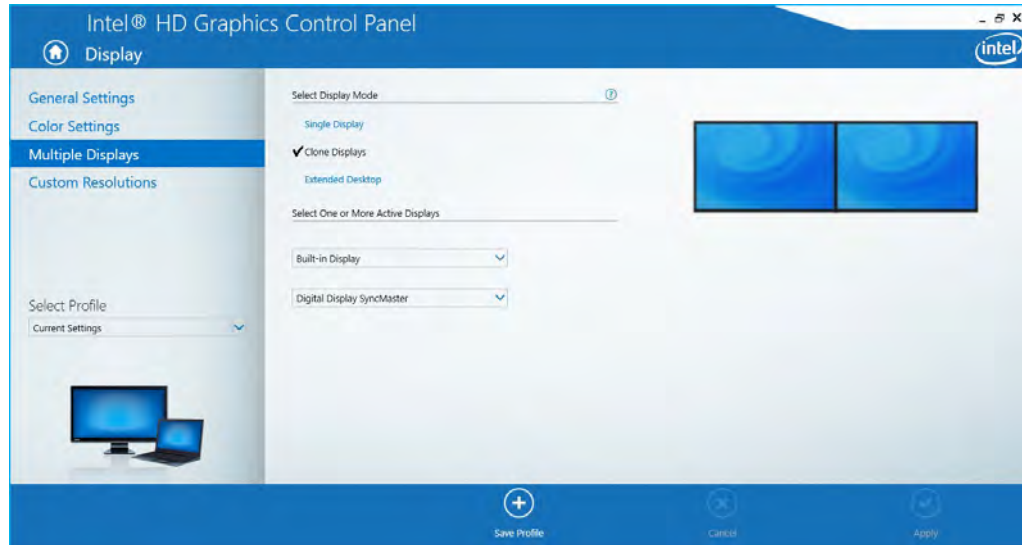 Intel® HD Graphics Control Panel
Display
intel
General Settings
Color Settings
Multiple Displays
Custom Resolutions
Select Profile
Current Settings
Select Display Mode
Single Display
Clone Displays
Extended Desktop
Select One or More Active Displays
Built-in Display
Digital Display SyncMaster
Save Profile
Cancel
Apply